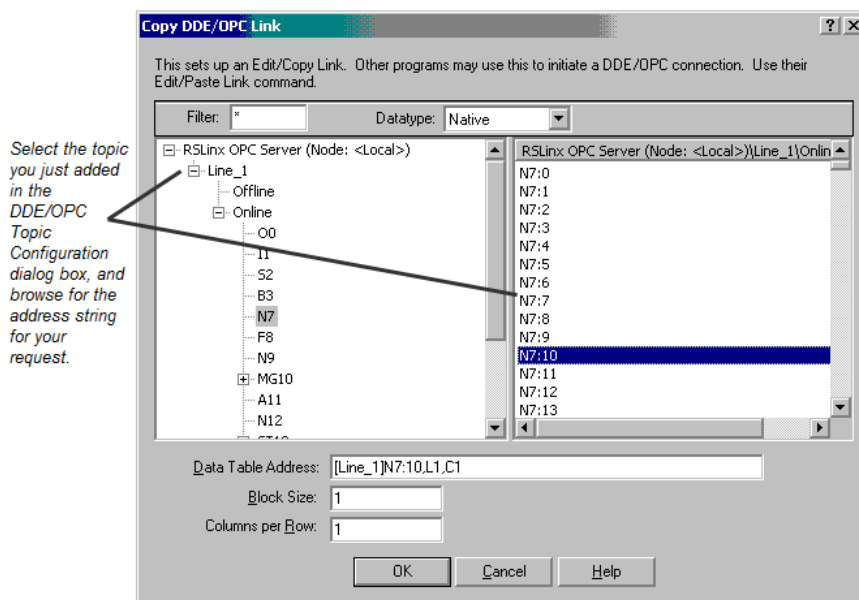 Copy DDE/OPC Link
This sets up an Edit/Copy Link. Other programs may use this to initiate a DDE/OPC connection. Use their
Edit/Paste Link command.
Filter: *
Datatype: Native
Select the topic
you just added
in the
DDE/OPC
Topic
Configuration
dialog box, and
browse for the
address string
for your
request.
RSLinx OPC Server (Node: <Local>)
Line_1
Offline
Online
O0
I1
S2
B3
N7
F8
N9
MG10
A11
N12
RSLinx OPC Server (Node: <Local>)\Line_1\Onlin
N7:0
N7:1
N7:2
N7:3
N7:4
N7:5
N7:6
N7:7
N7:8
N7:9
N7:10
N7:11
N7:12
N7:13
Data Table Address: [Line_1]N7:10,L1,C1
Block Size: 1
Columns per Row: 1
OK Cancel Help